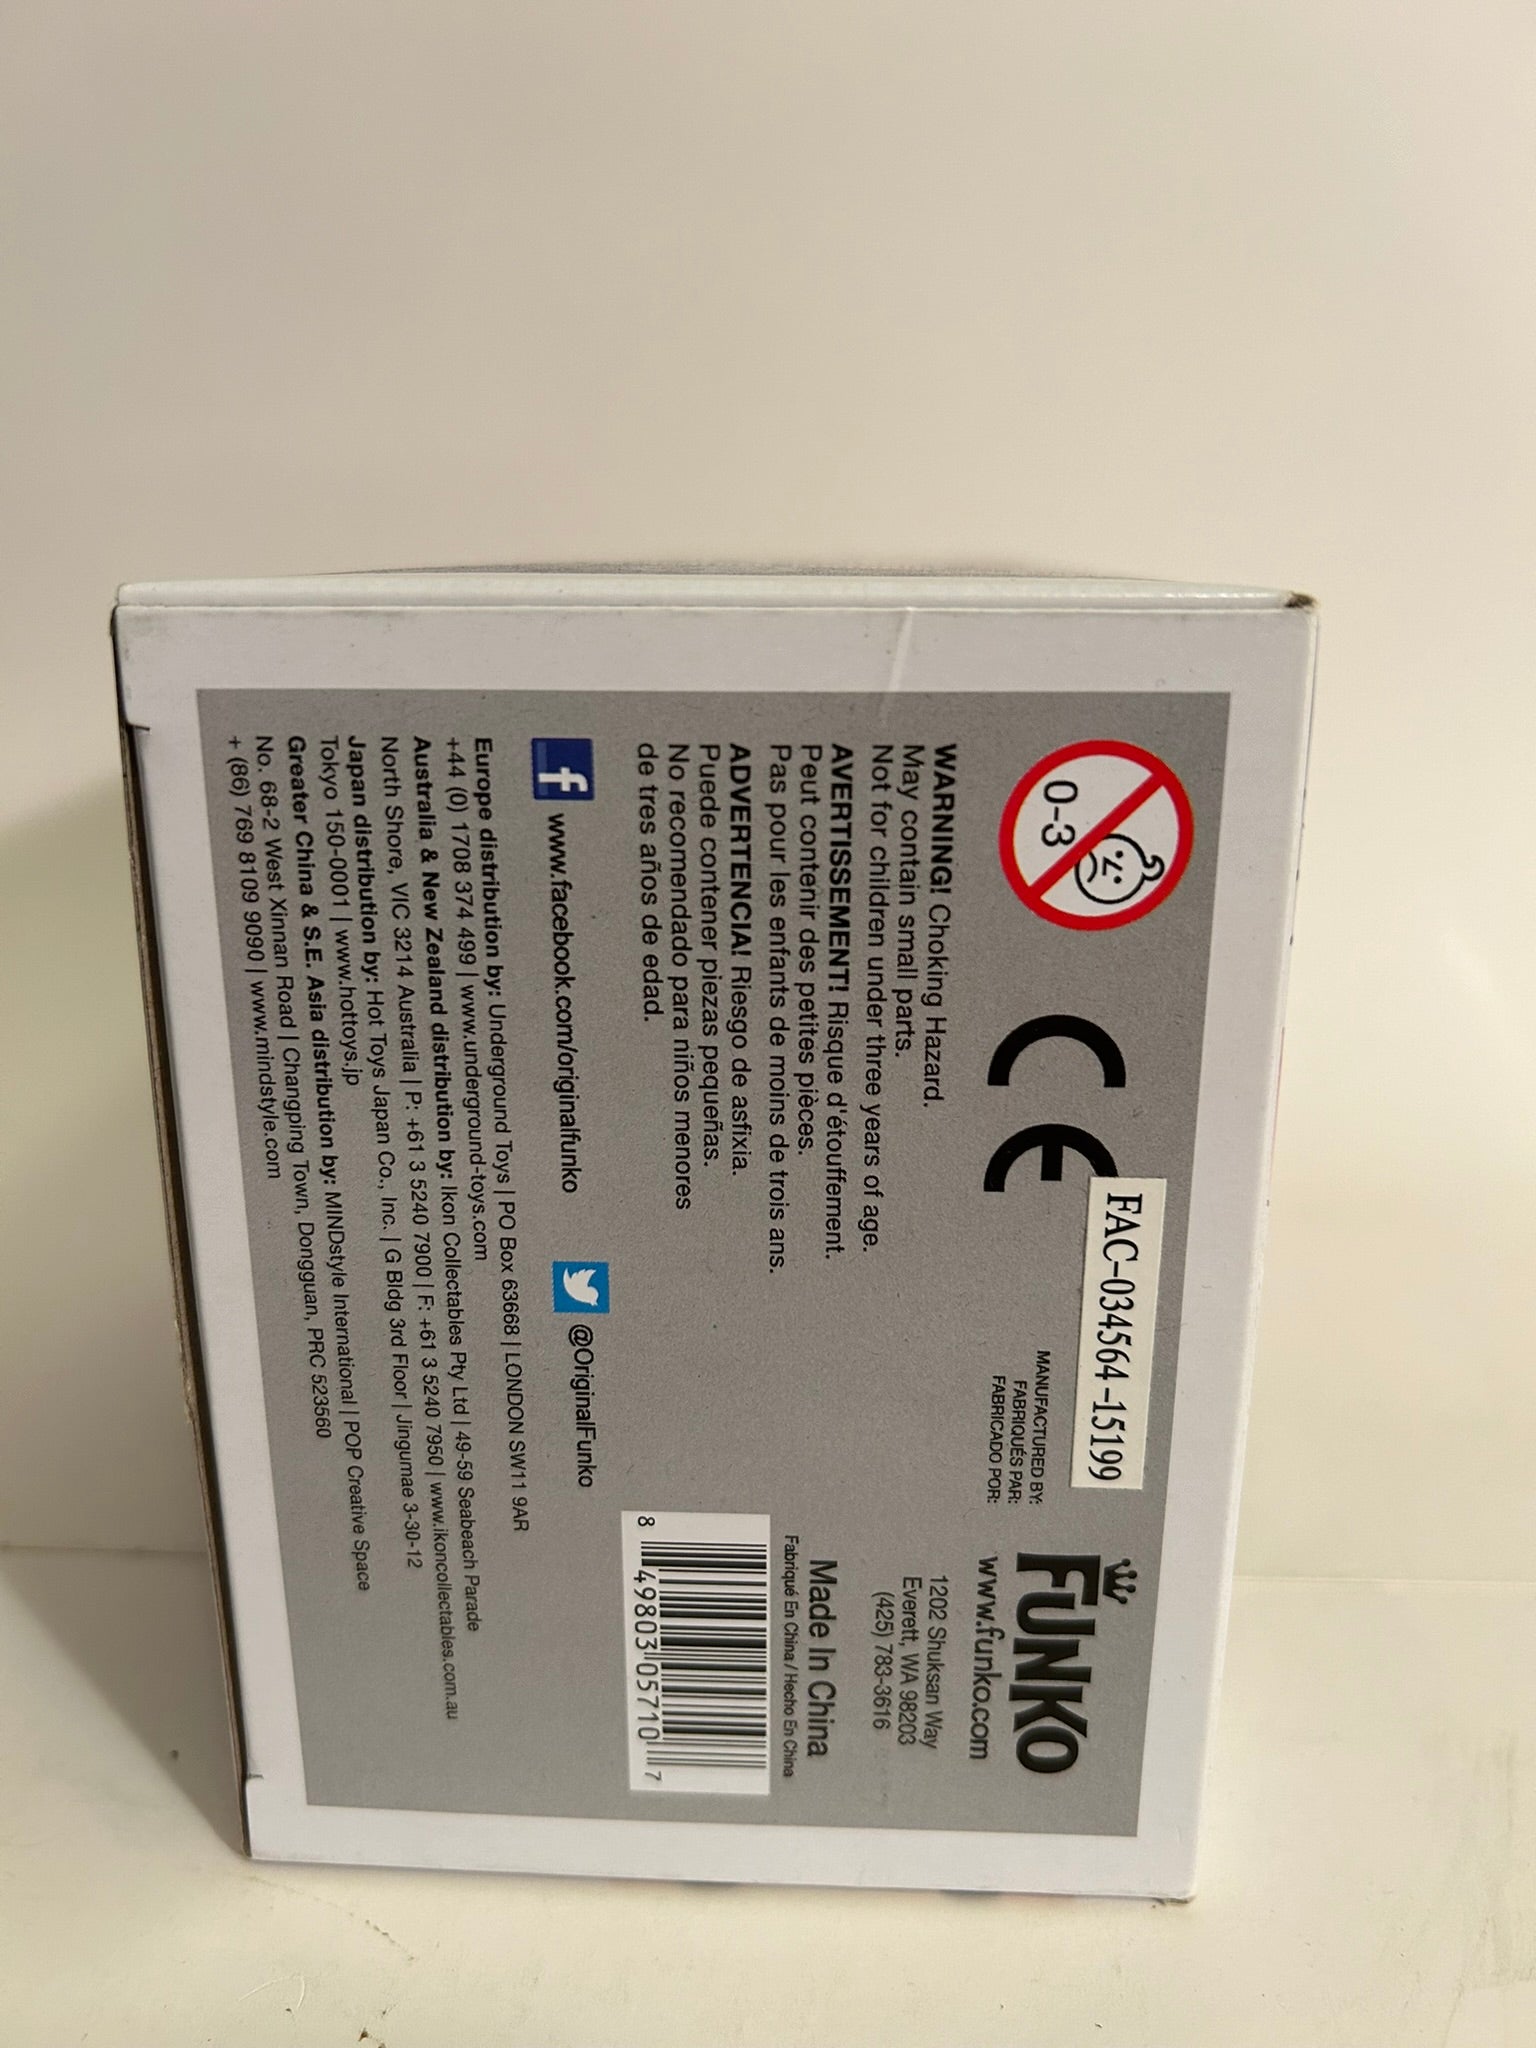 0-3
CE
FAC-034564-15199
MANUFACTURED BY:
FABRIQUÉS PAR:
FABRICADO POR:
FUNKO
www.funko.com
1202 Shuksan Way
Everett, WA 98203
(425) 783-3616
WARNING! Choking Hazard.
May contain small parts.
Not for children under three years of age.
AVERTISSEMENT! Risque d'étouffement.
Peut contenir des petites pièces.
Pas pour les enfants de moins de trois ans.
ADVERTENCIA! Riesgo de asfixia.
Puede contener piezas pequeñas.
No recomendado para niños menores
de tres años de edad.
Made In China
Fabriqué En China / Hecho En China
8 49803 05710 7
f www.facebook.com/originalfunko
@OriginalFunko
Europe distribution by: Underground Toys | PO Box 63668 | LONDON SW11 9AR
+44 (0) 1708 374 499 | www.underground-toys.com
Australia & New Zealand distribution by: Ikon Collectables Pty Ltd | 49-59 Seabeach Parade
North Shore, VIC 3214 Australia | P: +61 3 5240 7900 | F: +61 3 5240 7950 | www.ikoncollectables.com.au
Japan distribution by: Hot Toys Japan Co., Inc. | G Bldg 3rd Floor | Jingumae 3-30-12
Tokyo 150-0001 | www.hottoys.jp
Greater China & S.E. Asia distribution by: MINDstyle International | POP Creative Space
No. 68-2 West Xinnan Road | Changping Town, Dongguan, PRC 523560
+ (86) 769 8109 9090 | www.mindstyle.com